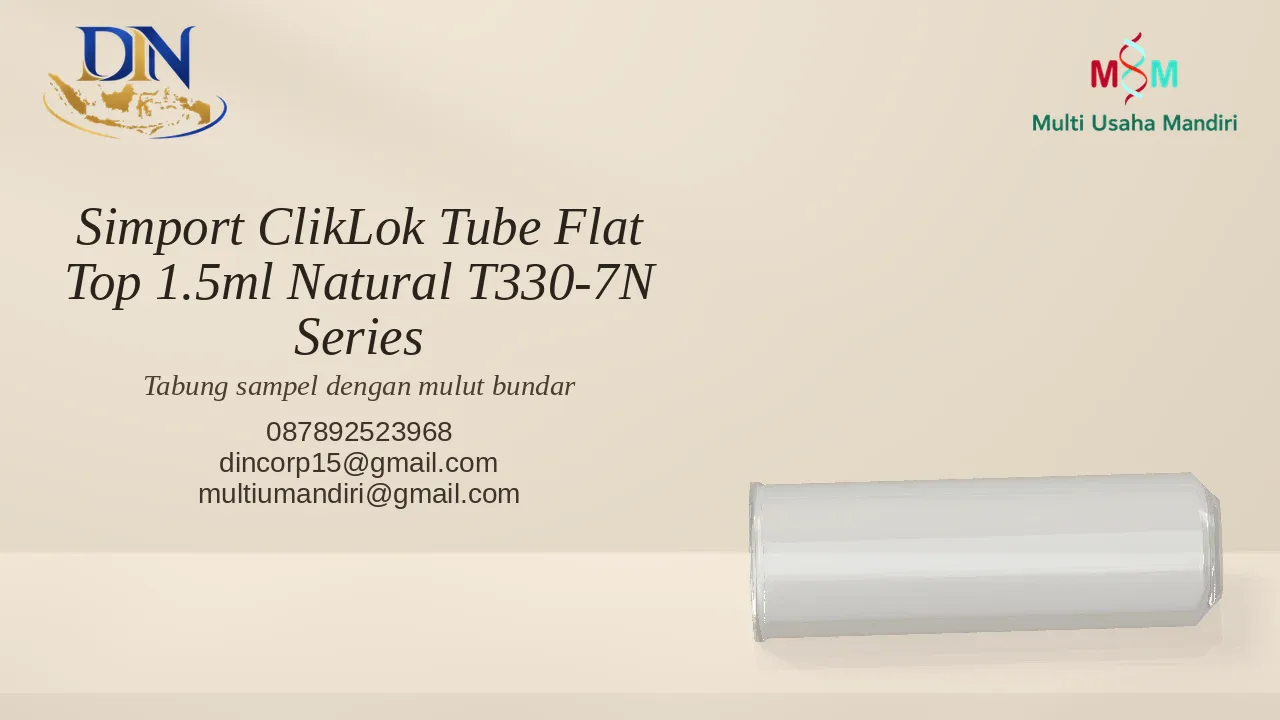 DIN
MSM
Multi Usaha Mandiri
Simport ClikLok Tube Flat
Top 1.5ml Natural T330-7N
Series
Tabung sampel dengan mulut bundar
087892523968
dincorp15@gmail.com
multiumandiri@gmail.com